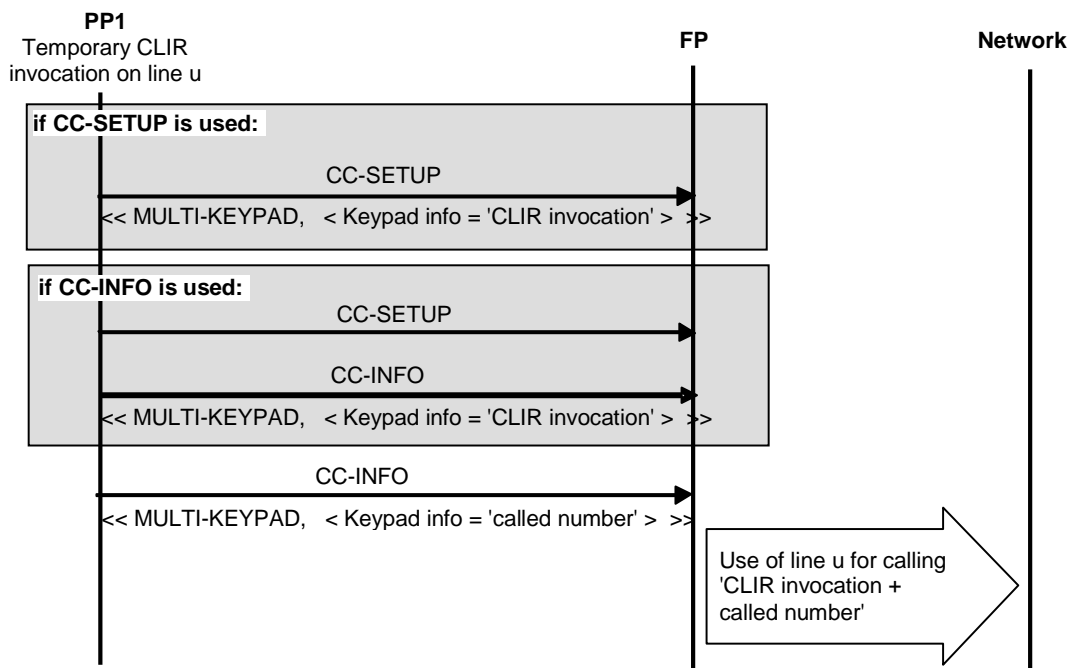 PP1
Temporary CLIR
invocation on line u
FP
Network
if CC-SETUP is used:
CC-SETUP
<< MULTI-KEYPAD, < Keypad info = 'CLIR invocation' > >>
if CC-INFO is used:
CC-SETUP
CC-INFO
<< MULTI-KEYPAD, < Keypad info = 'CLIR invocation' > >>
CC-INFO
<< MULTI-KEYPAD, < Keypad info = 'called number' > >>
Use of line u for calling
'CLIR invocation +
called number'